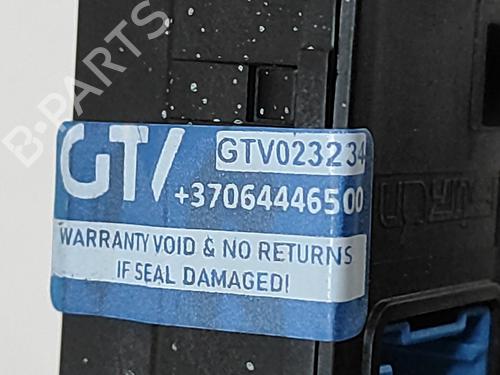 B-PARTS
GTV
GTV023234
+37064446500
WARRANTY VOID & NO RETURNS
IF SEAL DAMAGED!